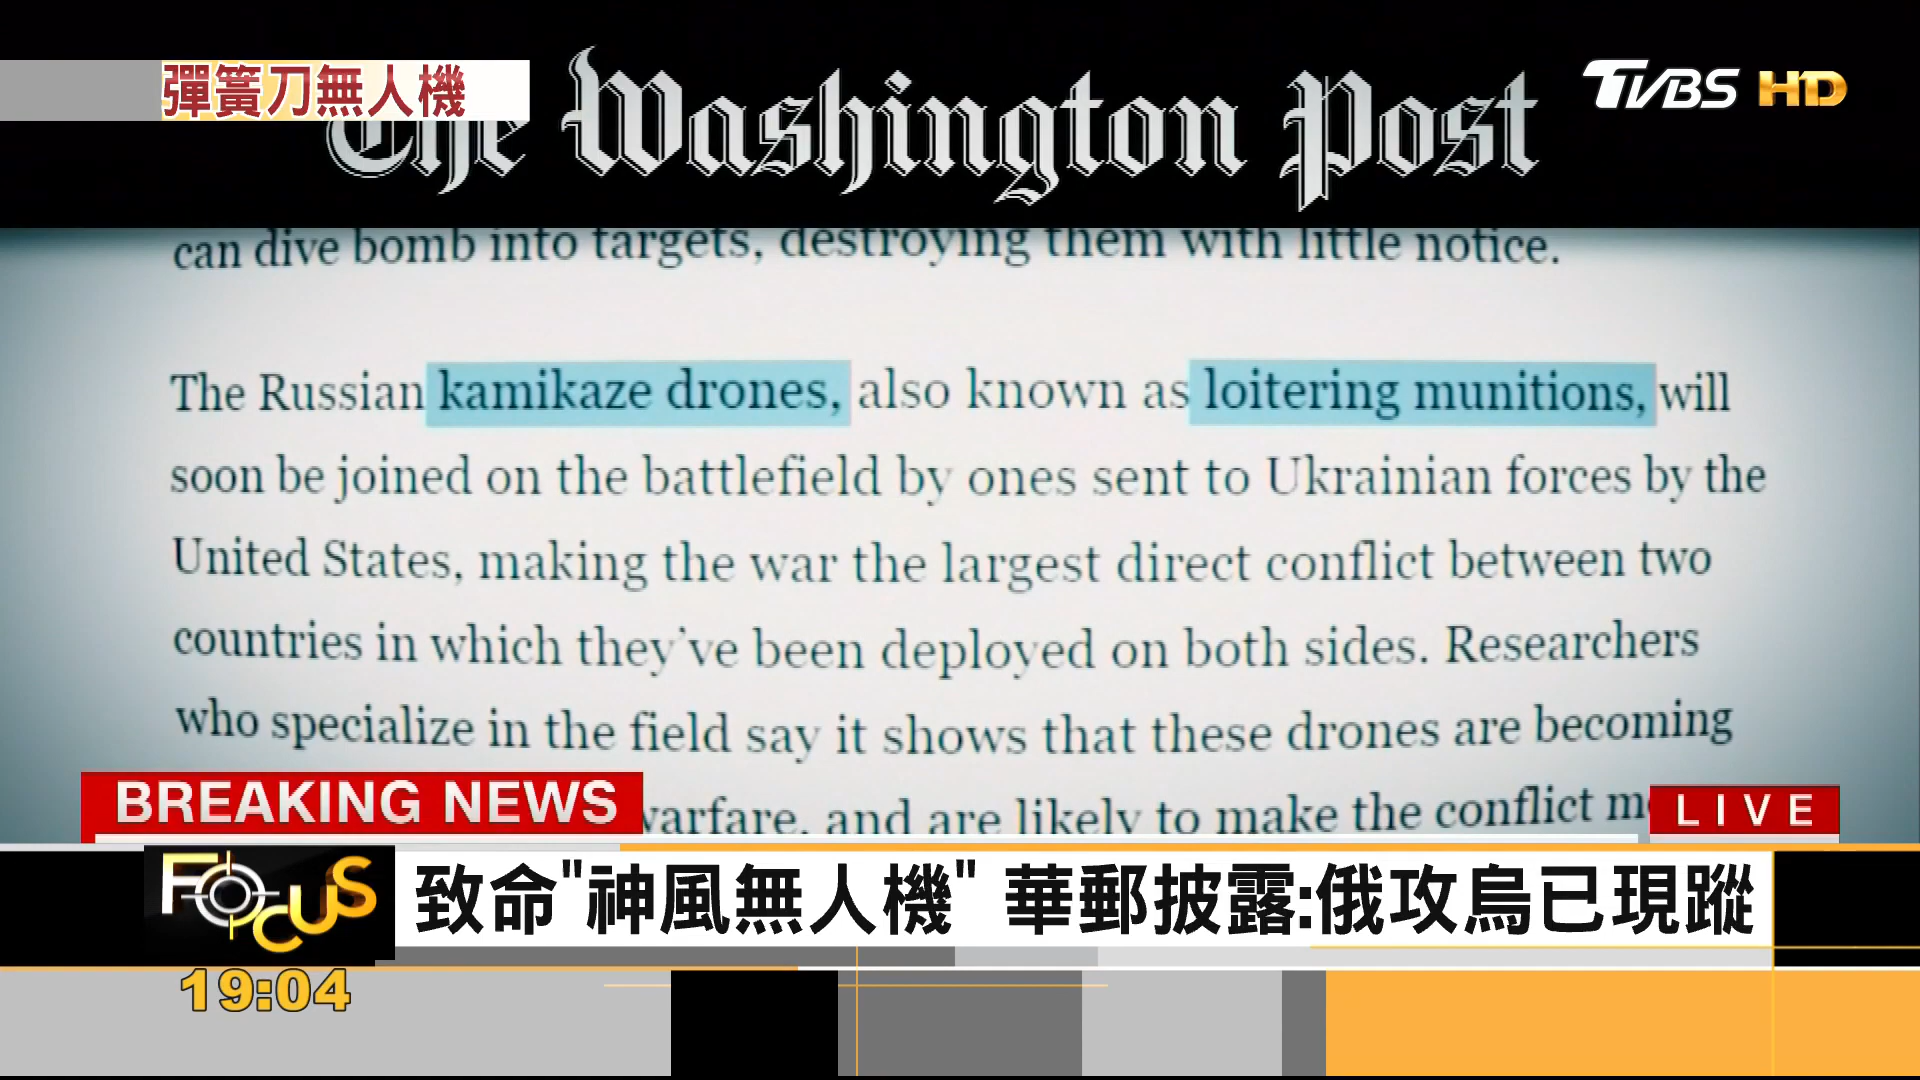 彈簧刀無人機
TVBS HD
The Washington Post
can dive bomb into targets, destroying them with little notice.
The Russian kamikaze drones, also known as loitering munitions, will
soon be joined on the battlefield by ones sent to Ukrainian forces by the
United States, making the war the largest direct conflict between two
countries in which they've been deployed on both sides. Researchers
who specialize in the field say it shows that these drones are becoming
warfare, and are likely to make the conflict
BREAKING NEWS
LIVE
FOCUS
致命"神風無人機" 華郵披露:俄攻烏已現蹤
19:04